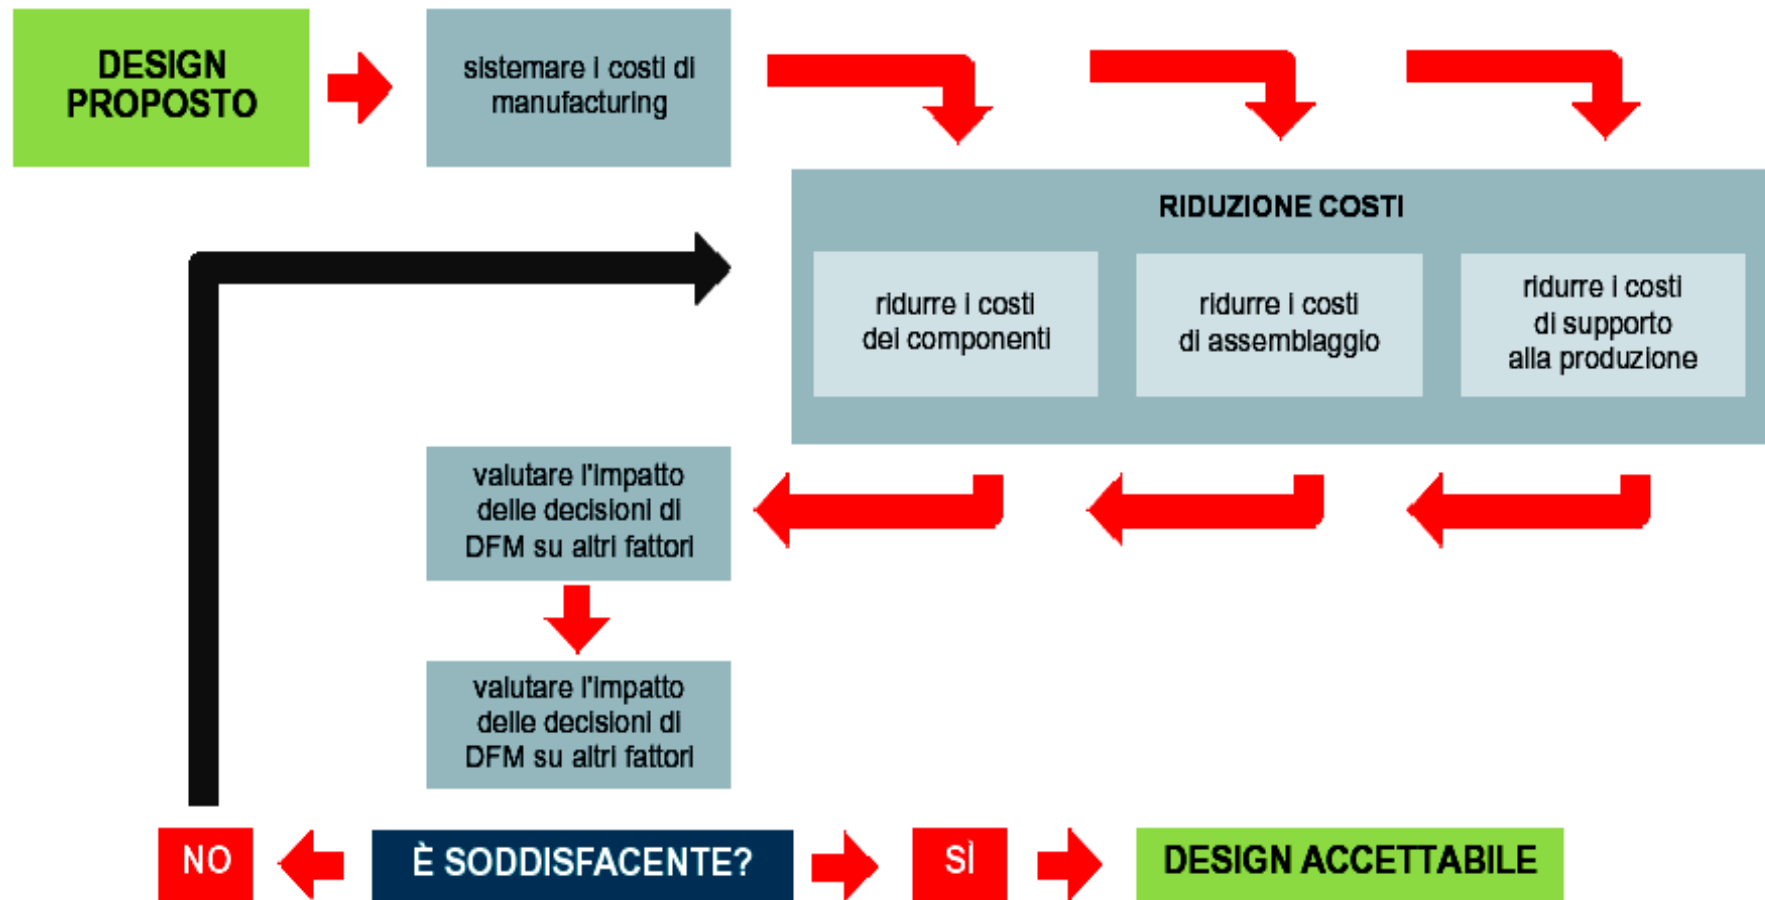 DESIGN
PROPOSTO
sistemare i costi di
manufacturing
RIDUZIONE COSTI
ridurre i costi
dei componenti
ridurre i costi
di assemblaggio
ridurre i costi
di supporto
alla produzione
valutare l'impatto
delle decisioni di
DFM su altri fattori
valutare l'impatto
delle decisioni di
DFM su altri fattori
NO
È SODDISFACENTE?
SÌ
DESIGN ACCETTABILE